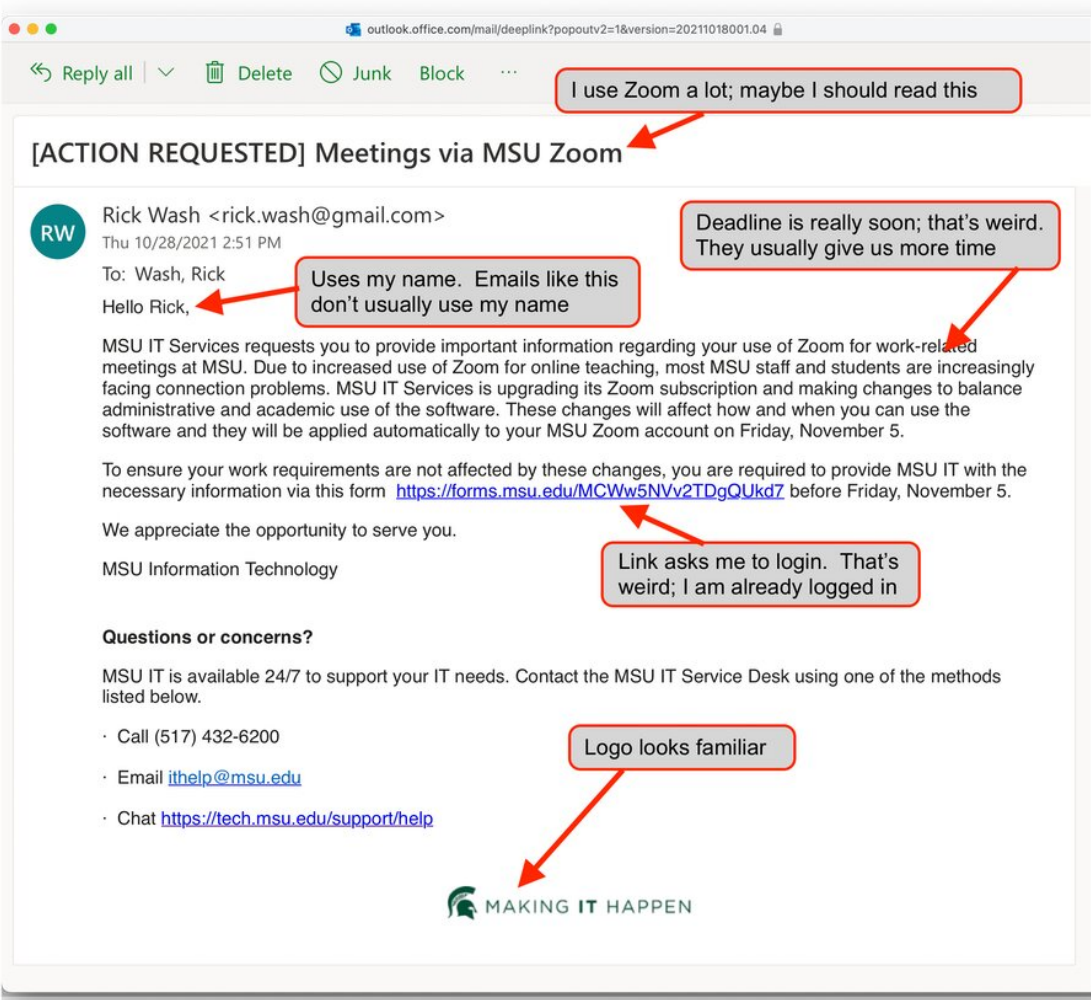 outlook.office.com/mail/deeplink?popoutv2=1&version=20211018001.04
Reply all Delete Junk Block ···
I use Zoom a lot; maybe I should read this
[ACTION REQUESTED] Meetings via MSU Zoom
RW
Rick Wash <rick.wash@gmail.com>
Thu 10/28/2021 2:51 PM
Deadline is really soon; that's weird.
They usually give us more time
To: Wash, Rick
Uses my name. Emails like this
don't usually use my name
Hello Rick,
MSU IT Services requests you to provide important information regarding your use of Zoom for work-related
meetings at MSU. Due to increased use of Zoom for online teaching, most MSU staff and students are increasingly
facing connection problems. MSU IT Services is upgrading its Zoom subscription and making changes to balance
administrative and academic use of the software. These changes will affect how and when you can use the
software and they will be applied automatically to your MSU Zoom account on Friday, November 5.
To ensure your work requirements are not affected by these changes, you are required to provide MSU IT with the
necessary information via this form https://forms.msu.edu/MCWw5NVv2TDgQUkd7 before Friday, November 5.
We appreciate the opportunity to serve you.
Link asks me to login. That's
weird; I am already logged in
MSU Information Technology
Questions or concerns?
MSU IT is available 24/7 to support your IT needs. Contact the MSU IT Service Desk using one of the methods
listed below.
· Call (517) 432-6200
Logo looks familiar
· Email ithelp@msu.edu
· Chat https://tech.msu.edu/support/help
MAKING IT HAPPEN